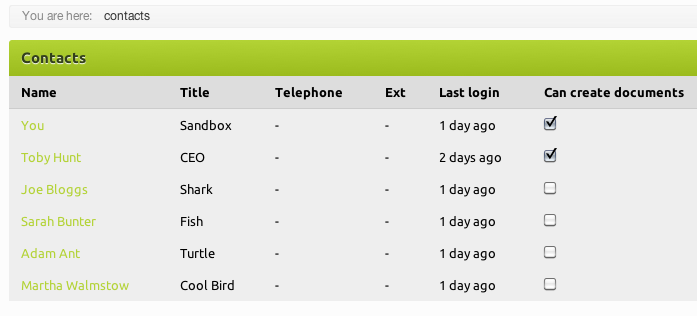 You are here: contacts
Contacts
Name Title Telephone Ext Last login Can create documents
You Sandbox - - 1 day ago
Toby Hunt CEO - - 2 days ago
Joe Bloggs Shark - - 1 day ago
Sarah Bunter Fish - - 1 day ago
Adam Ant Turtle - - 1 day ago
Martha Walmstow Cool Bird - - 1 day ago